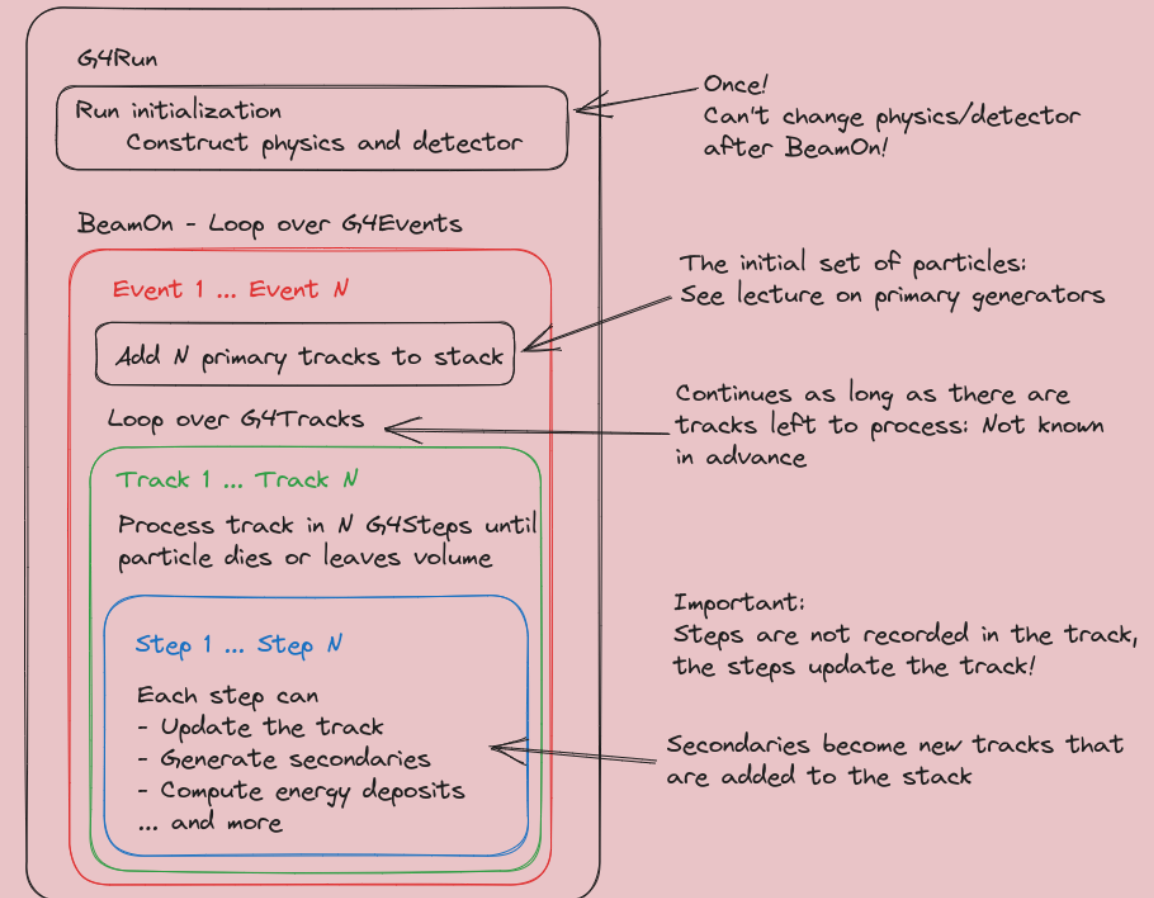 G4Run
Run initialization
Construct physics and detector
Once!
Can't change physics/detector
after BeamOn!
BeamOn - Loop over G4Events
Event 1 ... Event N
Add N primary tracks to stack
The initial set of particles:
See lecture on primary generators
Loop over G4Tracks
Continues as long as there are
tracks left to process: Not known
in advance
Track 1 ... Track N
Process track in N G4Steps until
particle dies or leaves volume
Step 1 ... Step N
Each step can
- Update the track
- Generate secondaries
- Compute energy deposits
... and more
Important:
Steps are not recorded in the track,
the steps update the track!
Secondaries become new tracks that
are added to the stack